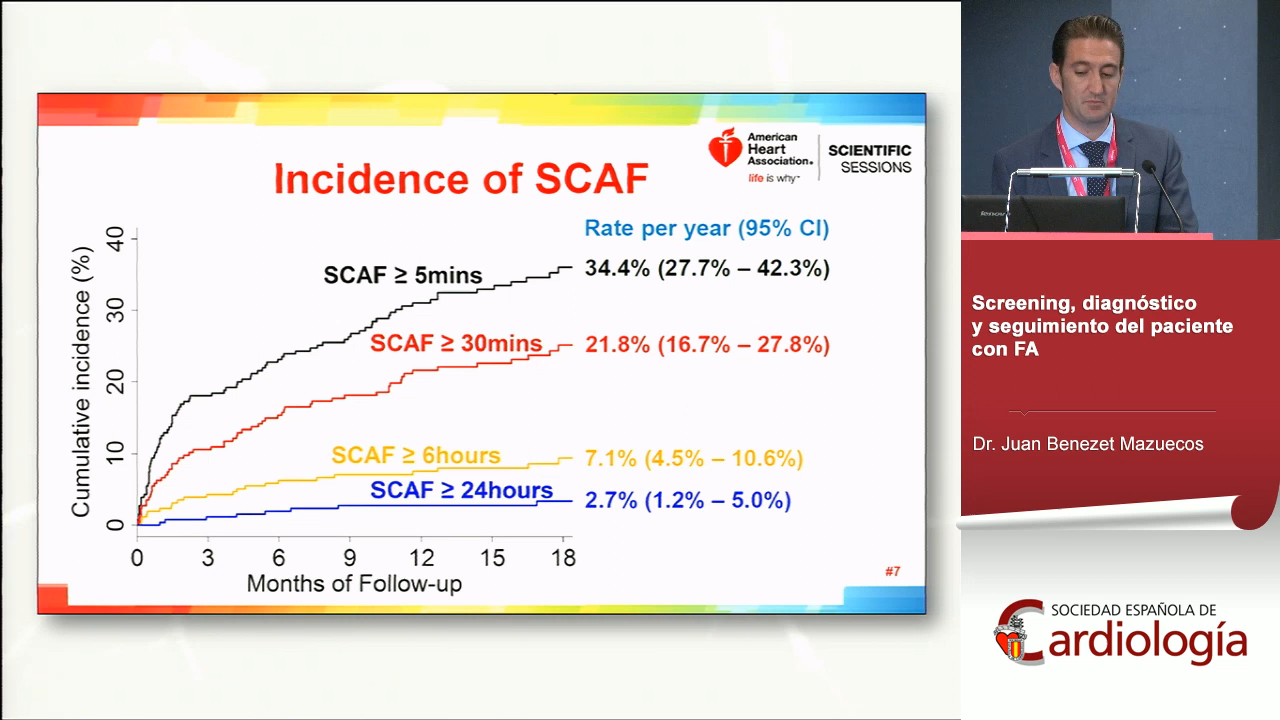 American
Heart
Association®
life is why™
SCIENTIFIC
SESSIONS
Incidence of SCAF
Rate per year (95% CI)
SCAF ≥ 5mins
34.4% (27.7% – 42.3%)
SCAF ≥ 30mins
21.8% (16.7% – 27.8%)
SCAF ≥ 6hours
7.1% (4.5% – 10.6%)
SCAF ≥ 24hours
2.7% (1.2% – 5.0%)
Cumulative incidence (%)
40
30
20
10
0
0 3 6 9 12 15 18
Months of Follow-up
#7
lenovo
Screening, diagnóstico
y seguimiento del paciente
con FA
Dr. Juan Benezet Mazuecos
SOCIEDAD ESPAÑOLA DE
Cardiología